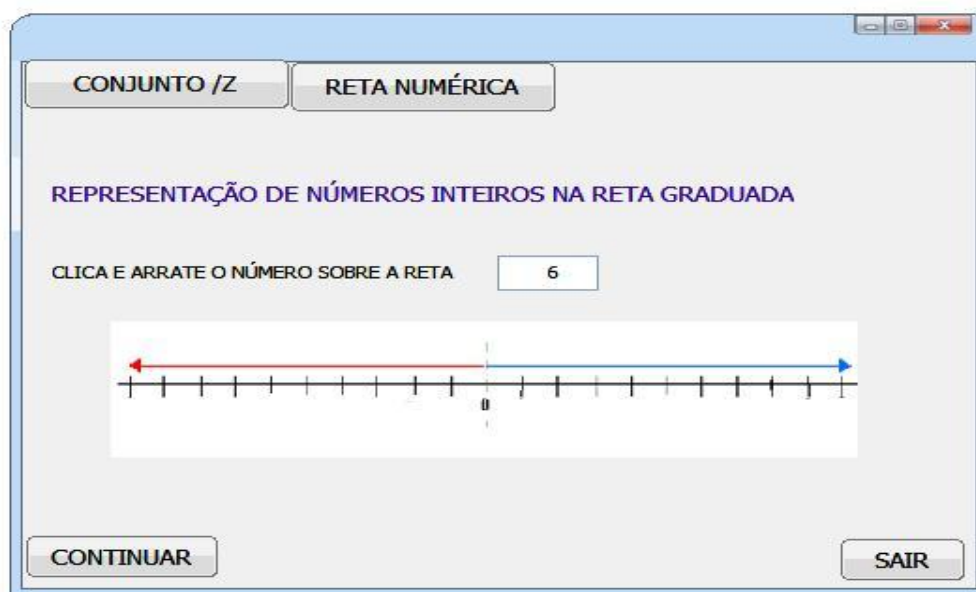 CONJUNTO /Z
RETA NUMÉRICA
REPRESENTAÇÃO DE NÚMEROS INTEIROS NA RETA GRADUADA
CLICA E ARRATE O NÚMERO SOBRE A RETA
6
0
CONTINUAR
SAIR